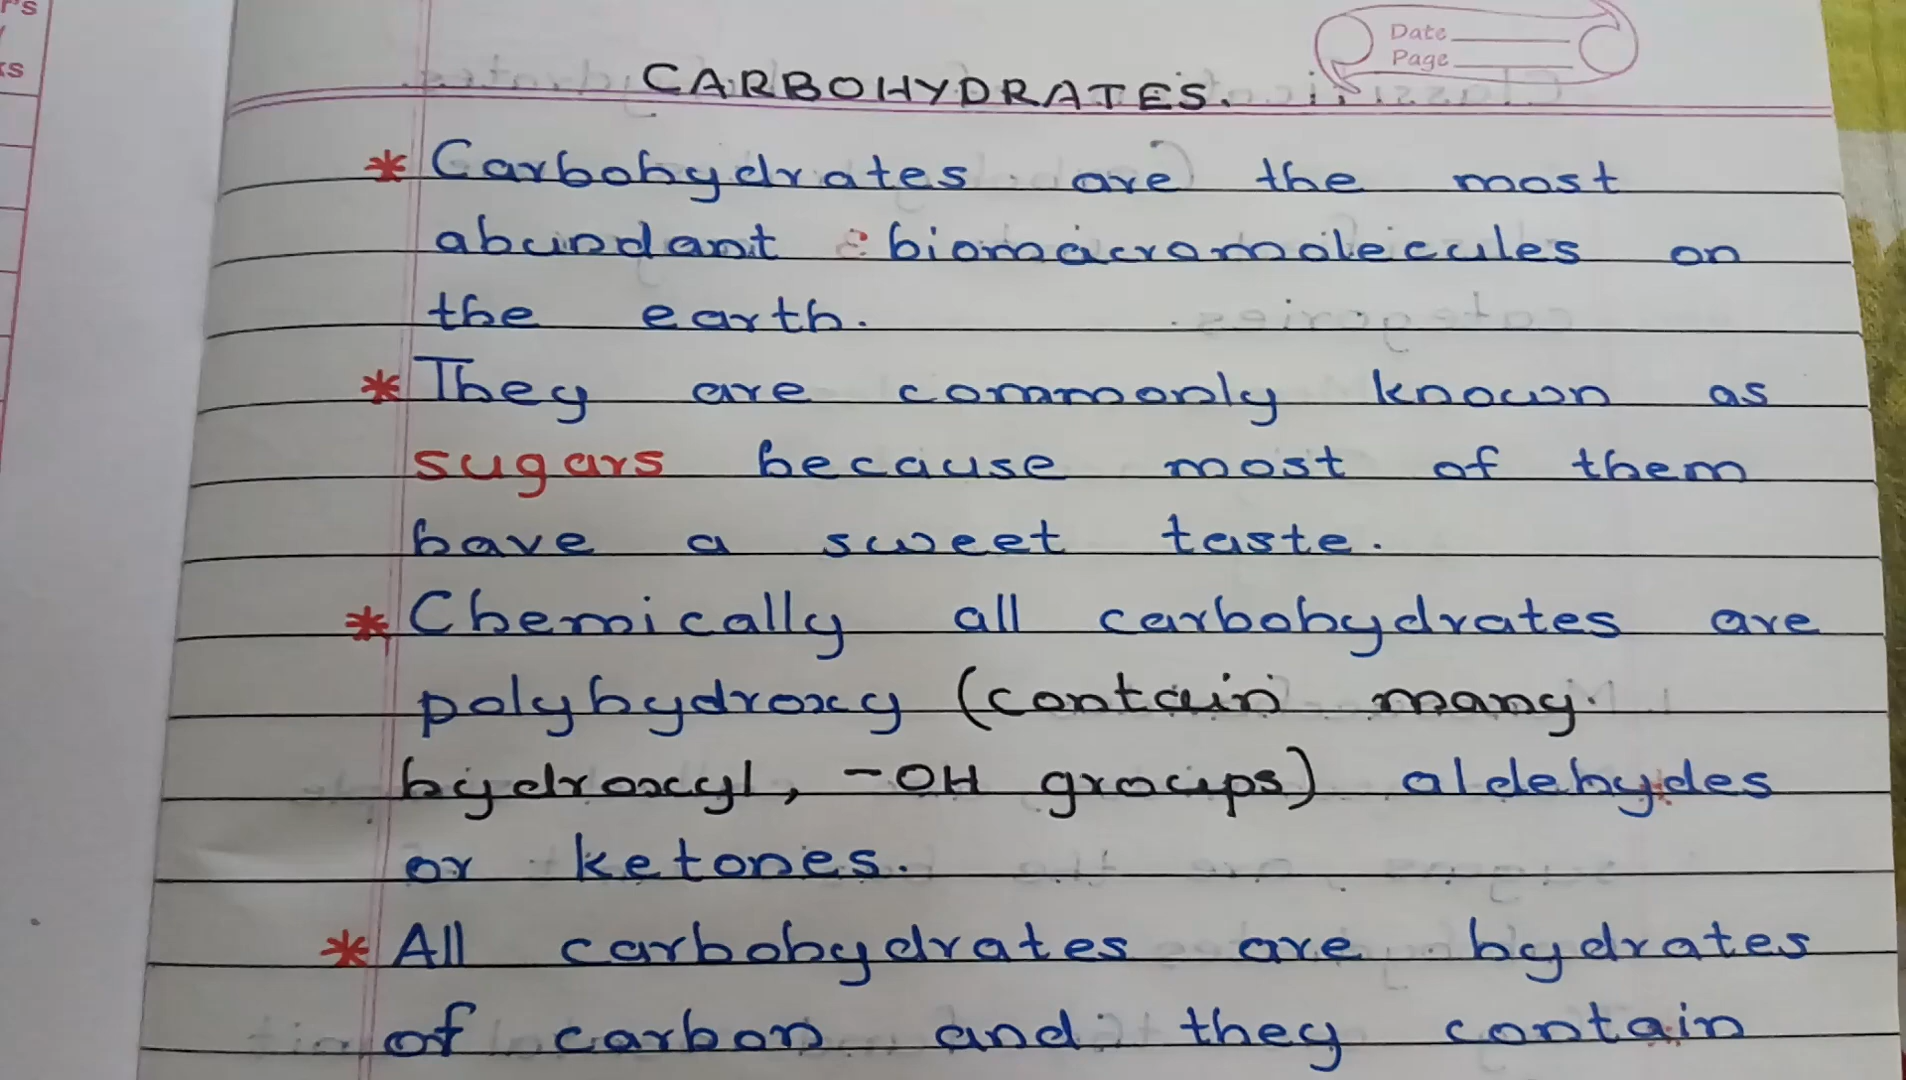 rs
ks
Date
Page
CARBOHYDRATES.
* Carbohydrates are the most
abundant biomacromolecules on
the earth.
* They are commonly known as
sugars because most of them
have a sweet taste.
* Chemically all carbohydrates are
polyhydroxy (contain many
hydroxyl, -OH groups) aldehydes
or ketones.
* All carbohydrates are hydrates
of carbon and they contain